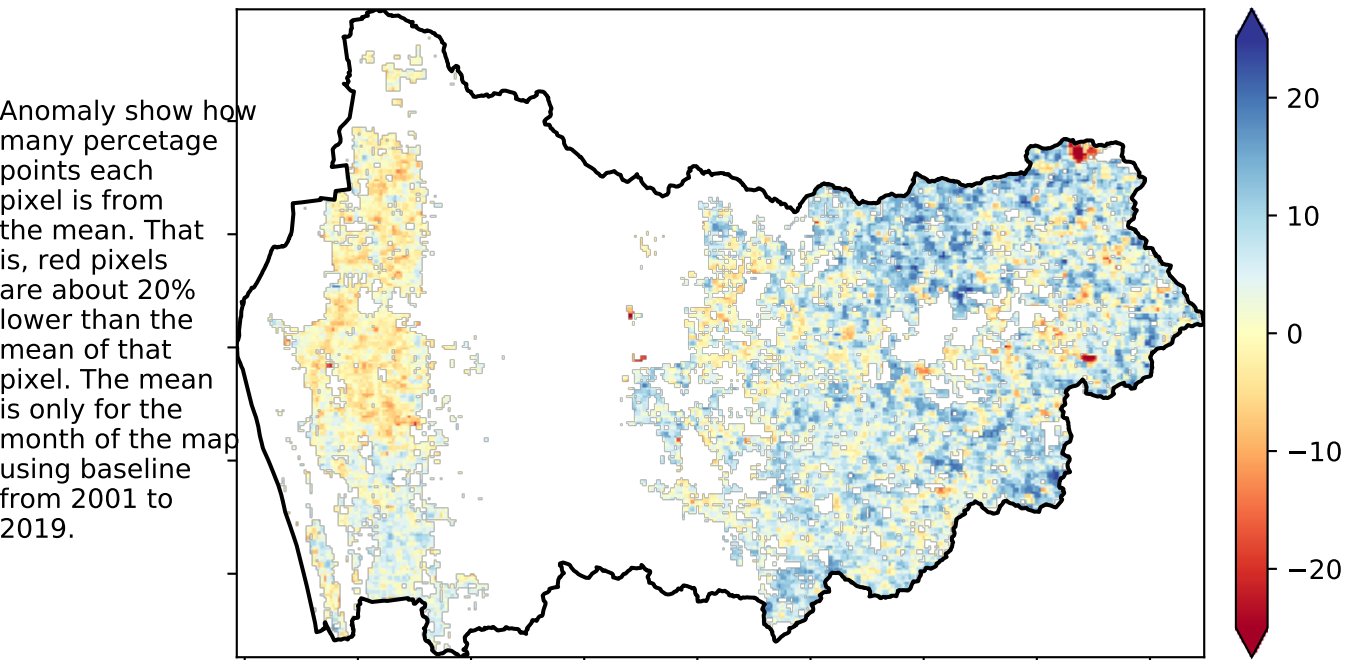 Anomaly show how
many percetage
points each
pixel is from
the mean. That
is, red pixels
are about 20%
lower than the
mean of that
pixel. The mean
is only for the
month of the map
using baseline
from 2001 to
2019.
20
10
0
−10
−20